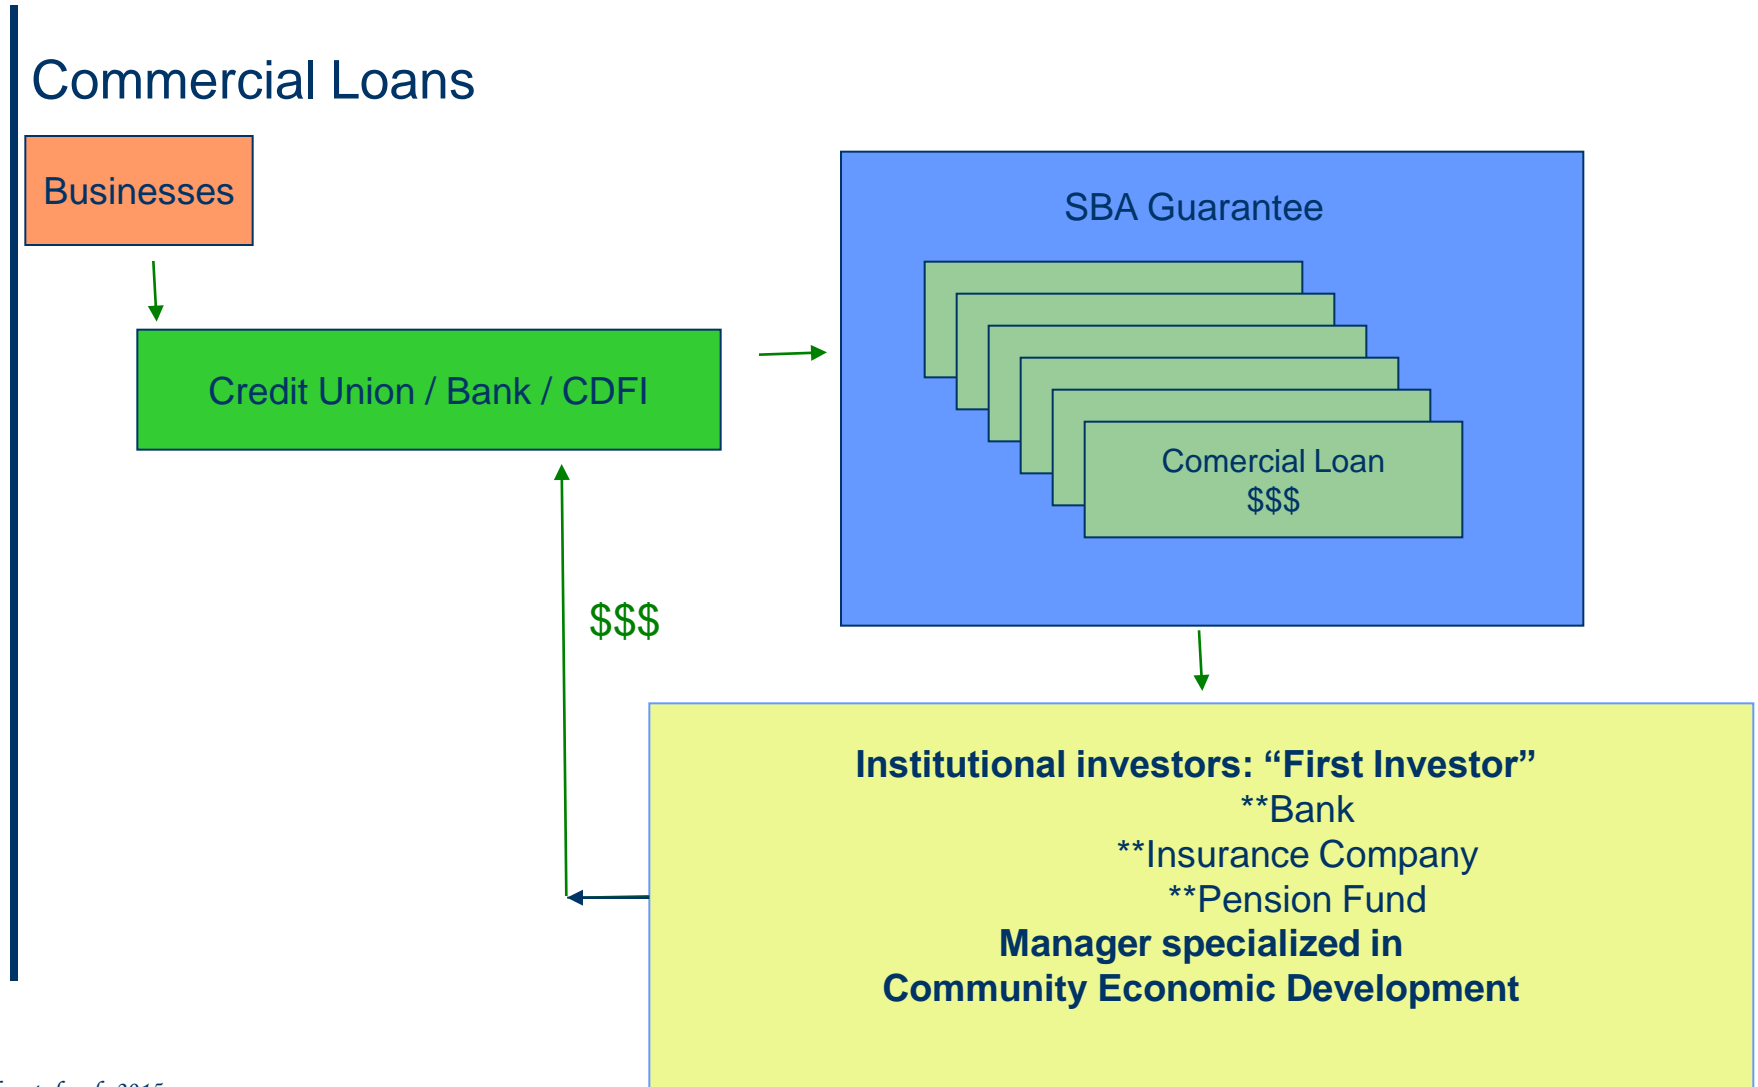 Commercial Loans
Businesses
SBA Guarantee
Credit Union / Bank / CDFI
Comercial Loan
$$$
$$$
Institutional investors: “First Investor”
**Bank
**Insurance Company
**Pension Fund
Manager specialized in
Community Economic Development
2015